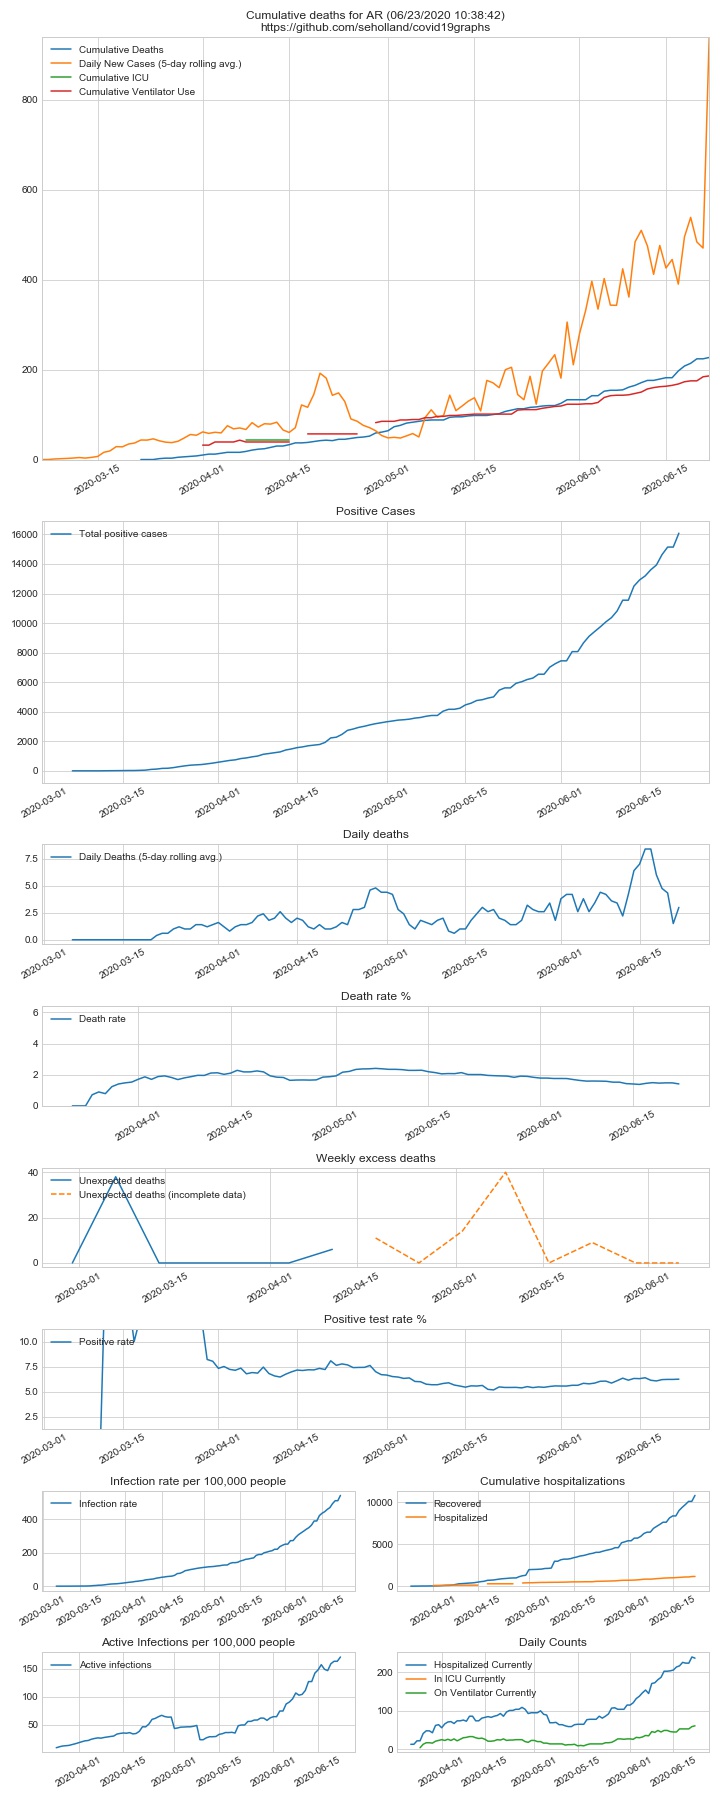 Cumulative deaths for AR (06/23/2020 10:38:42)
https://github.com/seholland/covid19graphs
Cumulative Deaths
Daily New Cases (5-day rolling avg.)
Cumulative ICU
Cumulative Ventilator Use
800
600
400
200
0
2020-03-15 2020-04-01 2020-04-15 2020-05-01 2020-05-15 2020-06-01 2020-06-15
Positive Cases
Total positive cases
16000
14000
12000
10000
8000
6000
4000
2000
0
2020-03-01 2020-03-15 2020-04-01 2020-04-15 2020-05-01 2020-05-15 2020-06-01 2020-06-15
Daily deaths
Daily Deaths (5-day rolling avg.)
7.5
5.0
2.5
0.0
2020-03-01 2020-03-15 2020-04-01 2020-04-15 2020-05-01 2020-05-15 2020-06-01 2020-06-15
Death rate %
Death rate
6
4
2
0
2020-04-01 2020-04-15 2020-05-01 2020-05-15 2020-06-01 2020-06-15
Weekly excess deaths
Unexpected deaths
Unexpected deaths (incomplete data)
40
20
0
2020-03-01 2020-03-15 2020-04-01 2020-04-15 2020-05-01 2020-05-15 2020-06-01
Positive test rate %
Positive rate
10.0
7.5
5.0
2.5
2020-03-01 2020-03-15 2020-04-01 2020-04-15 2020-05-01 2020-05-15 2020-06-01 2020-06-15
Infection rate per 100,000 people
Infection rate
400
200
0
2020-03-01 2020-03-15 2020-04-01 2020-04-15 2020-05-01 2020-05-15 2020-06-01 2020-06-15
Cumulative hospitalizations
Recovered
Hospitalized
10000
5000
0
2020-04-01 2020-04-15 2020-05-01 2020-05-15 2020-06-01 2020-06-15
Active Infections per 100,000 people
Active infections
150
100
50
2020-04-01 2020-04-15 2020-05-01 2020-05-15 2020-06-01 2020-06-15
Daily Counts
Hospitalized Currently
In ICU Currently
On Ventilator Currently
200
100
0
2020-04-01 2020-04-15 2020-05-01 2020-05-15 2020-06-01 2020-06-15